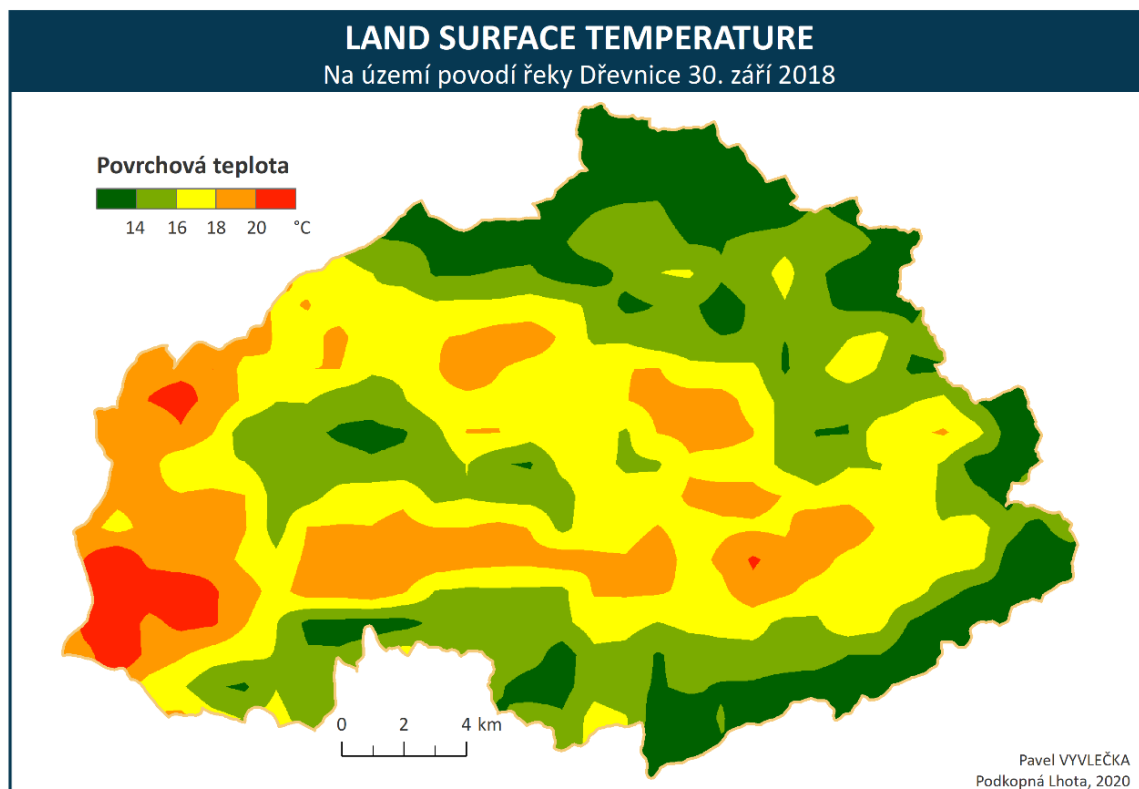 LAND SURFACE TEMPERATURE
Na území povodí řeky Dřevnice 30. září 2018
Povrchová teplota
14 16 18 20 °C
0 2 4 km
Pavel VYVLEČKA
Podkopná Lhota, 2020